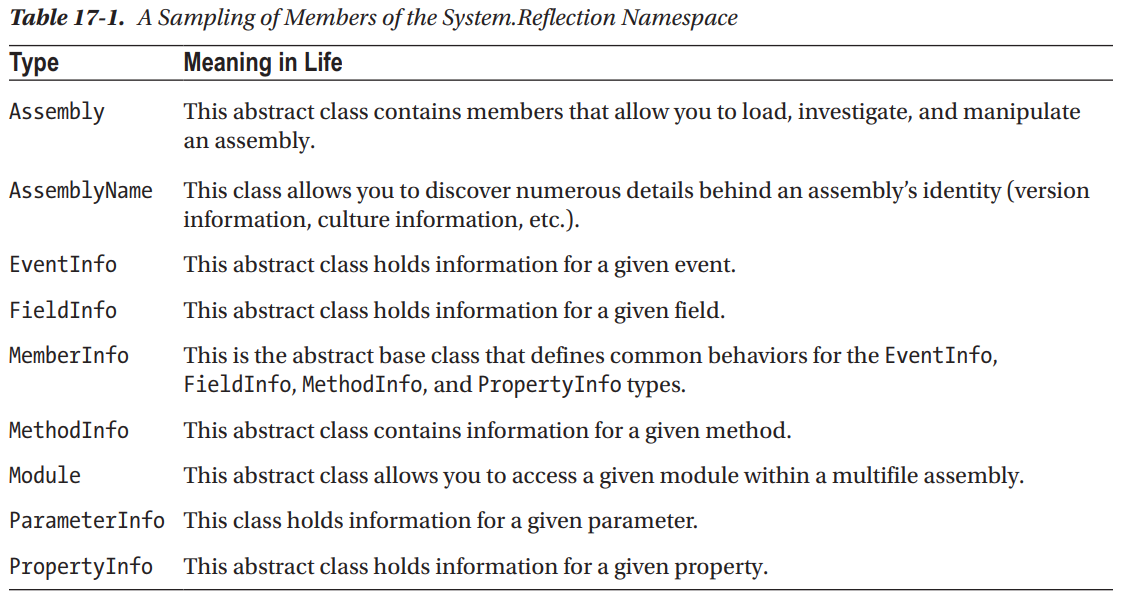 Table 17-1. A Sampling of Members of the System.Reflection Namespace
Type Meaning in Life
Assembly This abstract class contains members that allow you to load, investigate, and manipulate
an assembly.
AssemblyName This class allows you to discover numerous details behind an assembly’s identity (version
information, culture information, etc.).
EventInfo This abstract class holds information for a given event.
FieldInfo This abstract class holds information for a given field.
MemberInfo This is the abstract base class that defines common behaviors for the EventInfo,
FieldInfo, MethodInfo, and PropertyInfo types.
MethodInfo This abstract class contains information for a given method.
Module This abstract class allows you to access a given module within a multifile assembly.
ParameterInfo This class holds information for a given parameter.
PropertyInfo This abstract class holds information for a given property.